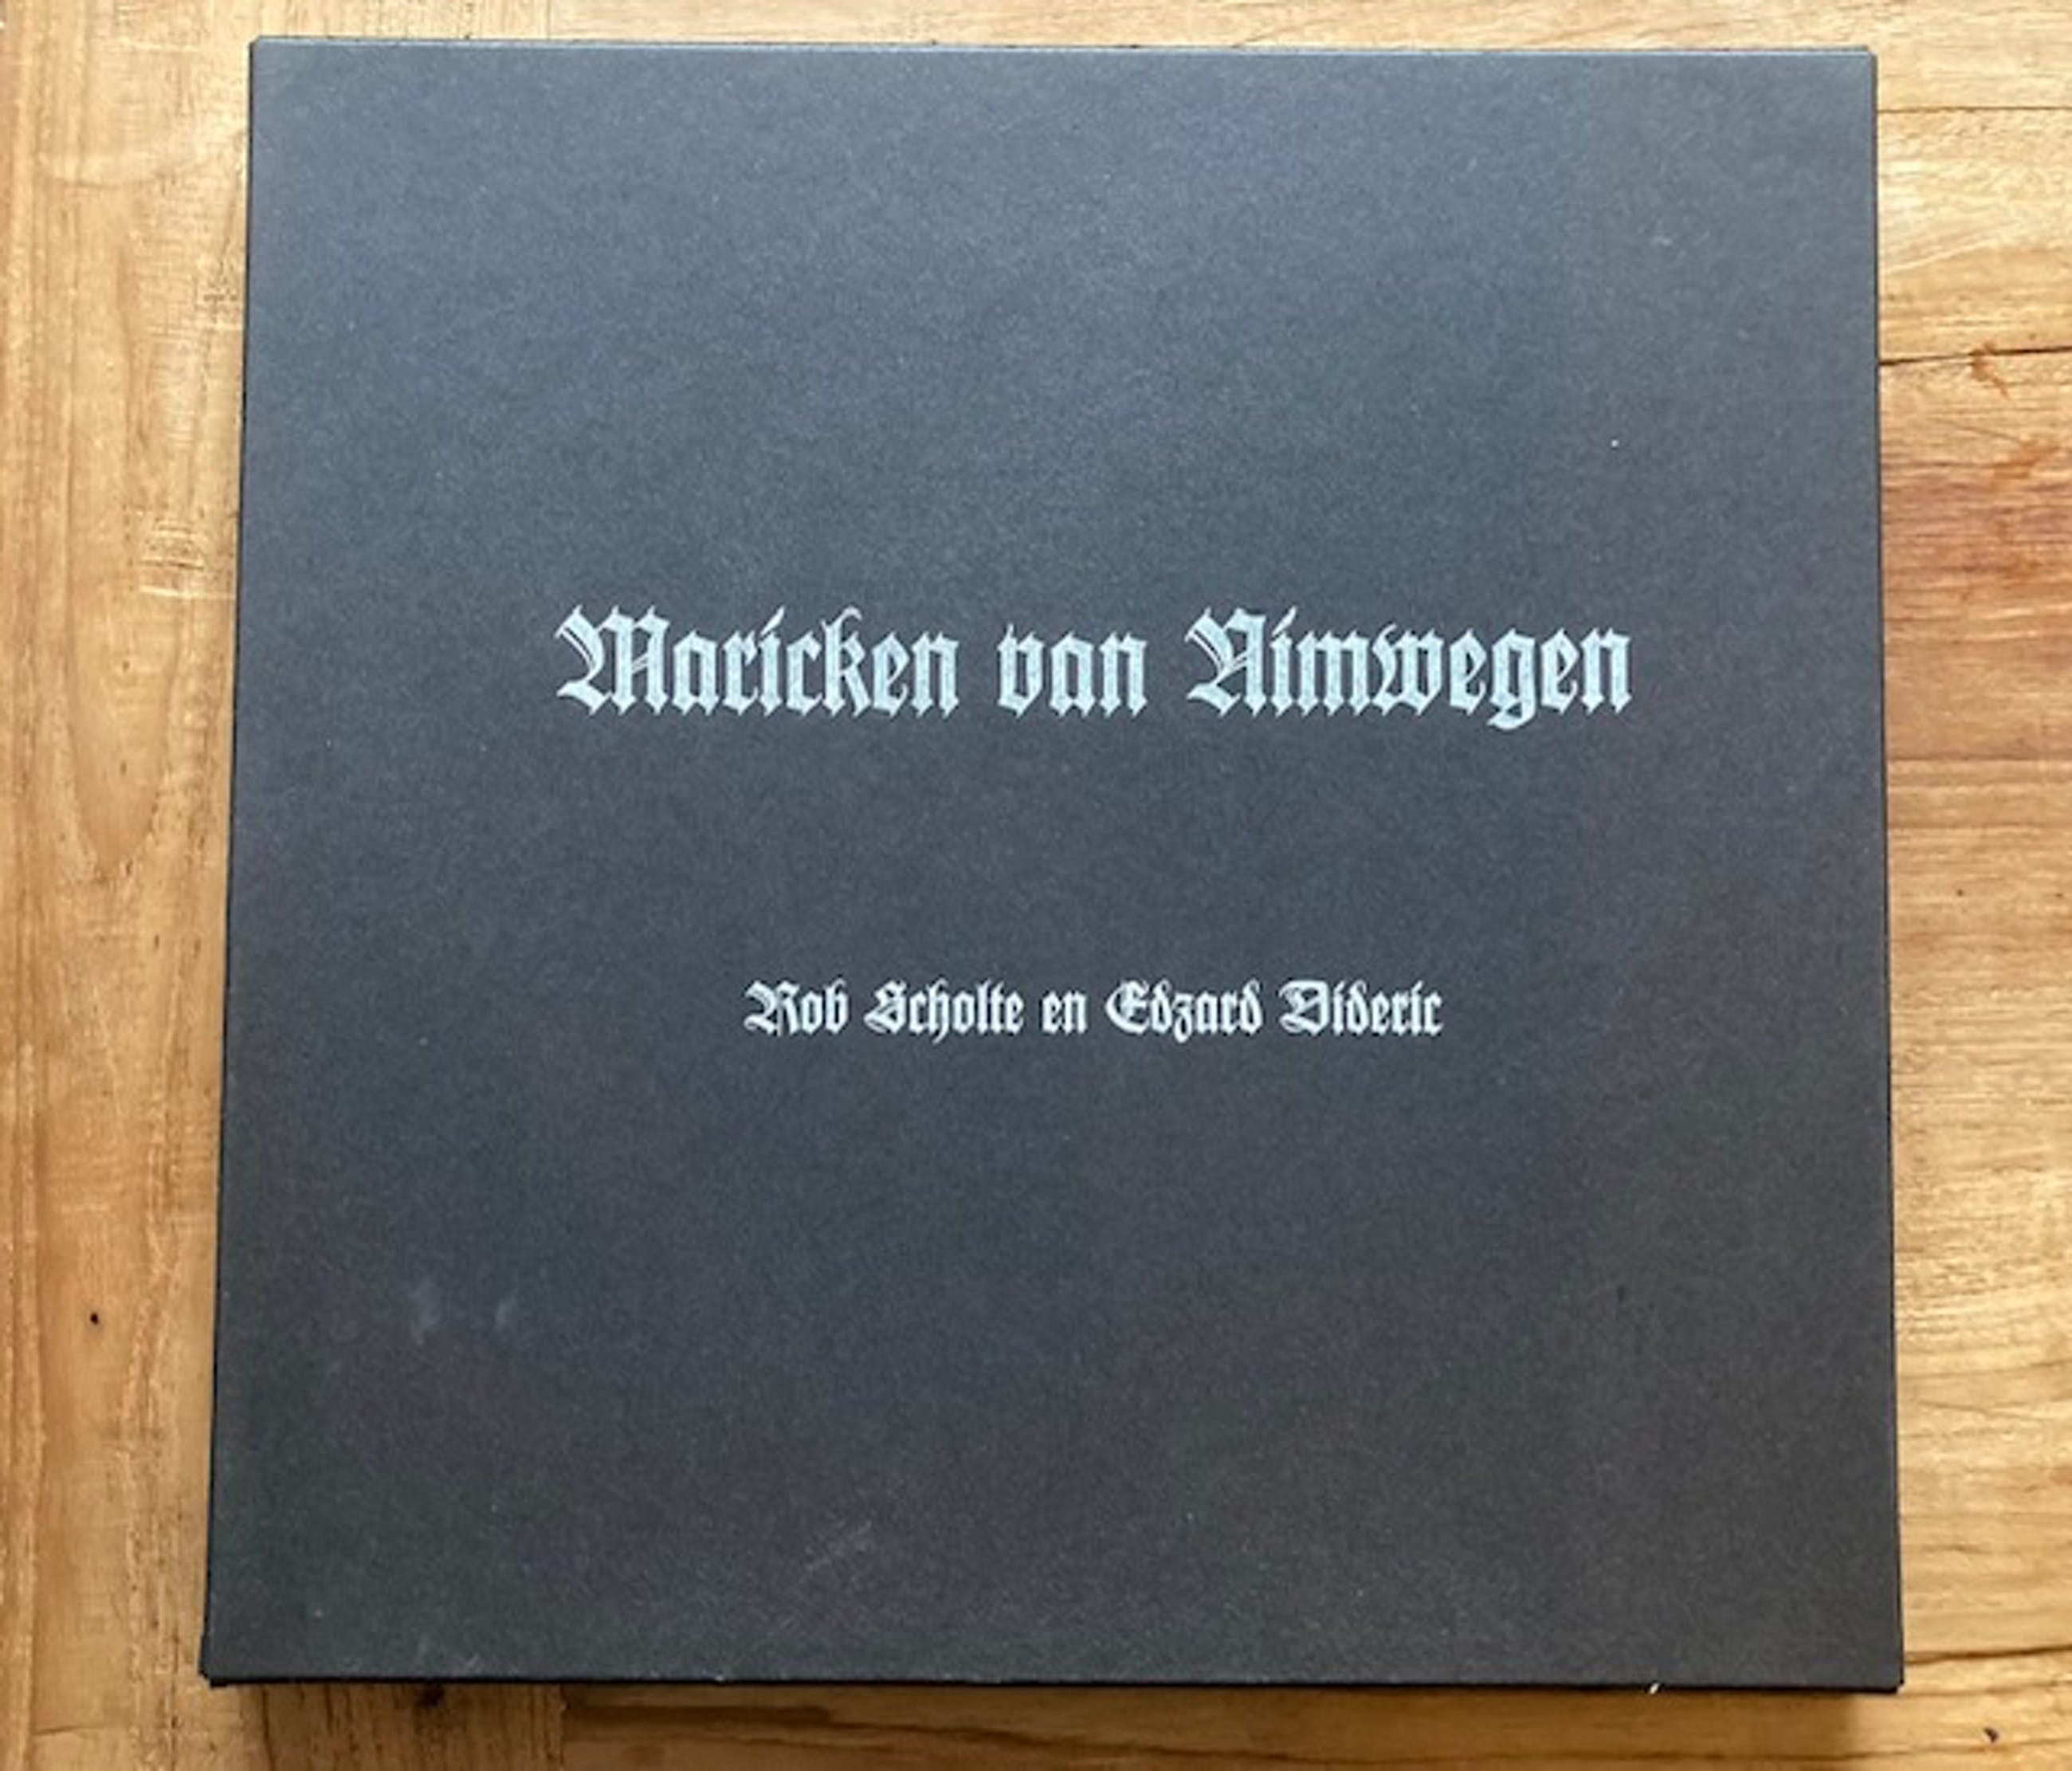 Maricken van Nimwegen
Rob Scholte en Edzard Dideric